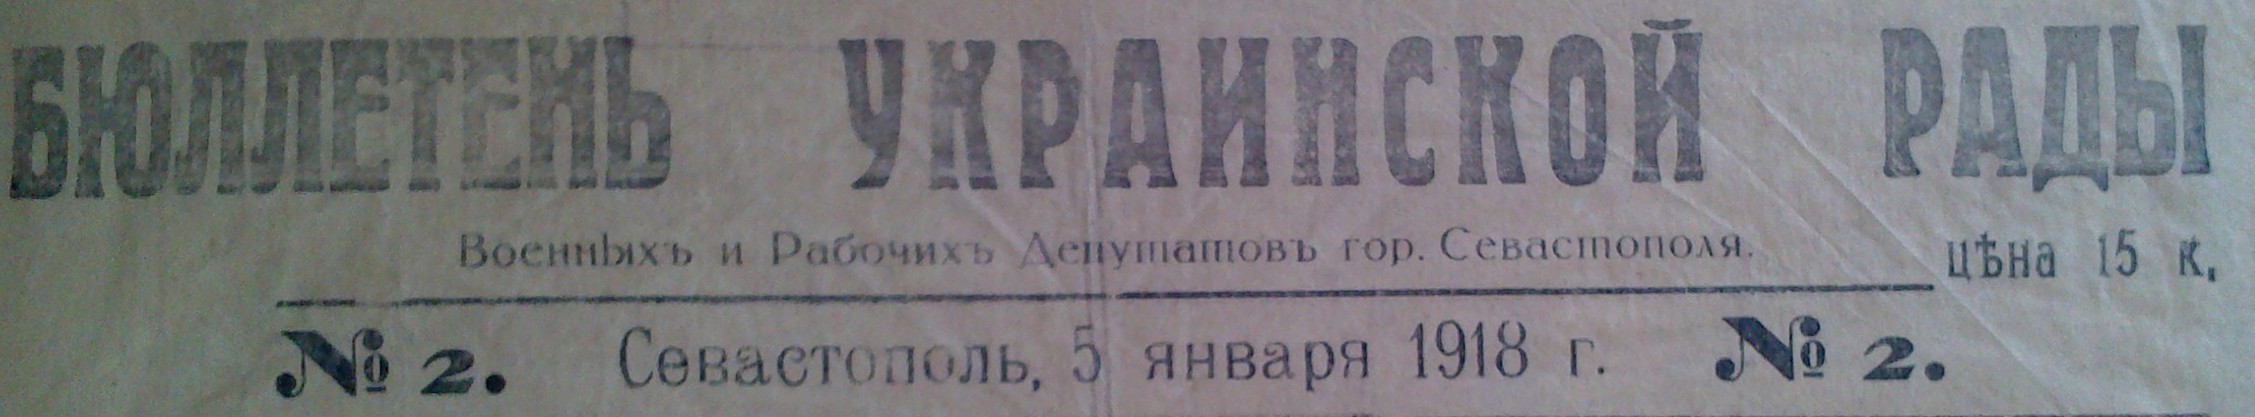 БЮЛЛЕТЕНЬ УКРАИНСКОЙ РАДЫ
Военныхъ и Рабочихъ Депутатовъ гор. Севастополя.
цѣна 15 к.
№ 2. Севастополь, 5 января 1918 г. № 2.